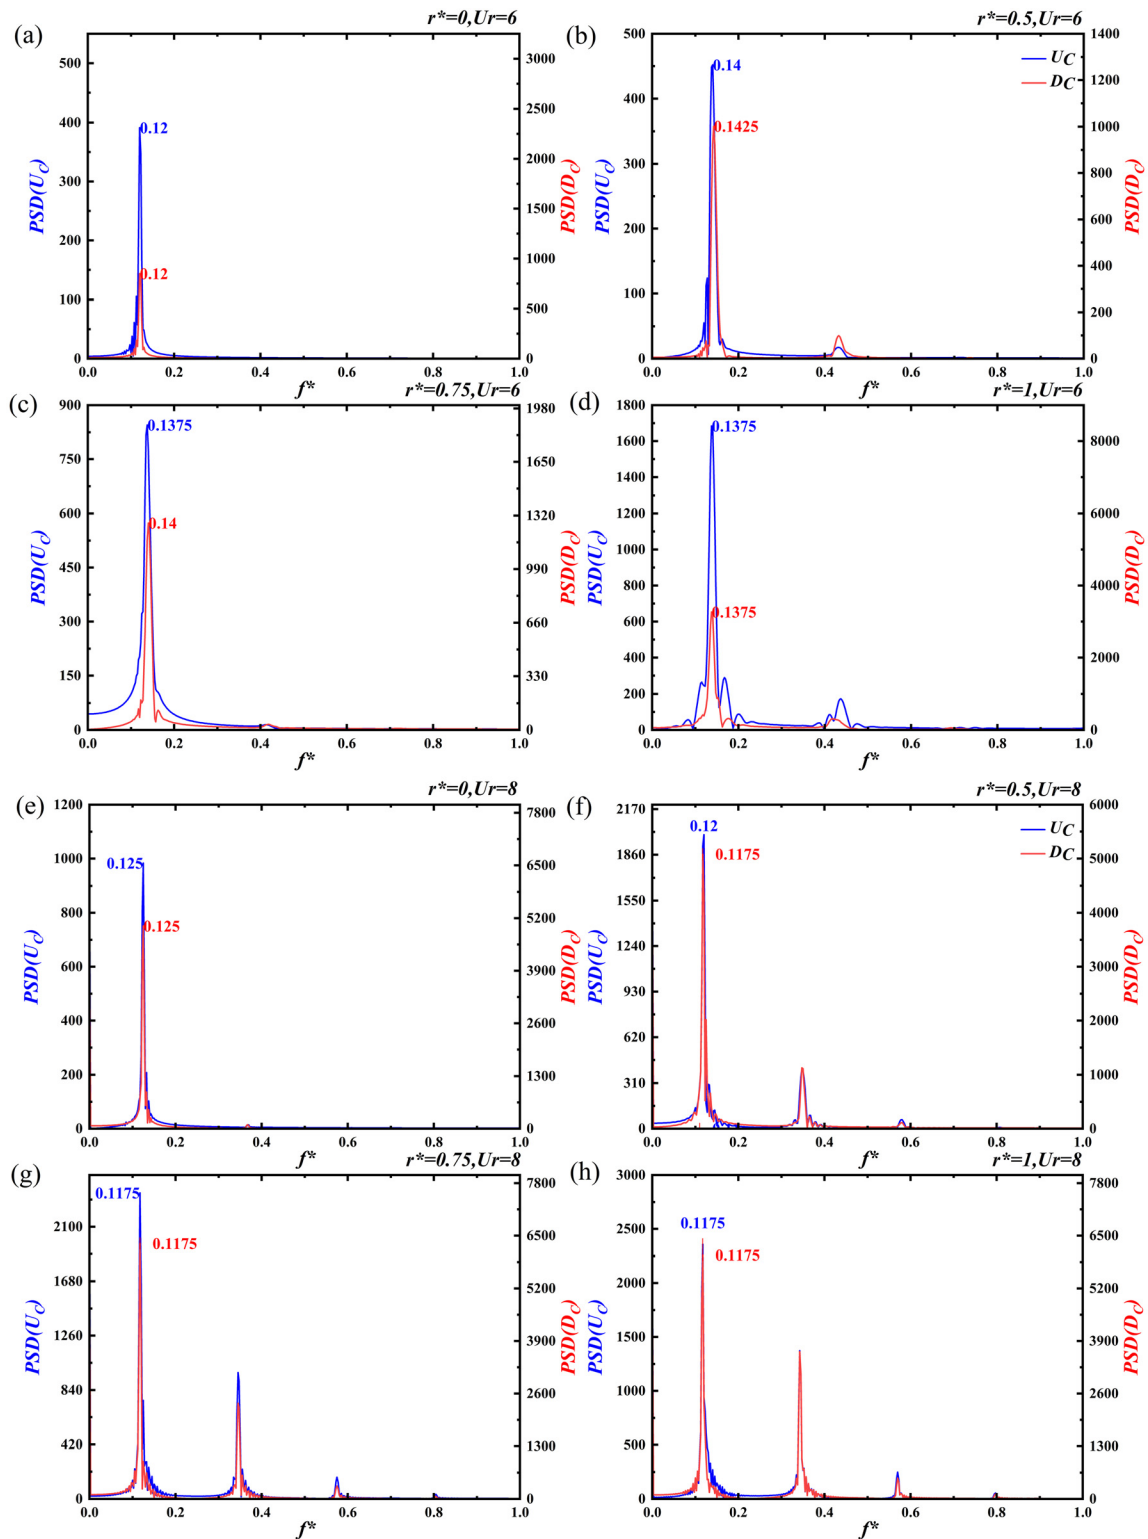 (a)
r*=0,Ur=6
PSD(U_C)
PSD(D_C)
0
100
200
300
400
500
0
500
1000
1500
2000
2500
3000
0.12
0.12
0.0 0.2 0.4 0.6 0.8 1.0
f*
(b)
r*=0.5,Ur=6
PSD(U_C)
PSD(D_C)
0
100
200
300
400
450
500
0
200
400
600
800
1000
1200
1400
0.14
0.1425
U_C
D_C
0.0 0.2 0.4 0.6 0.8 1.0
f*
(c)
r*=0.75,Ur=6
PSD(U_C)
PSD(D_C)
0
150
300
450
600
750
900
0
330
660
990
1320
1650
1980
0.1375
0.14
0.0 0.2 0.4 0.6 0.8 1.0
f*
(d)
r*=1,Ur=6
PSD(U_C)
PSD(D_C)
0
200
400
600
800
1000
1200
1400
1600
1800
0
2000
4000
6000
8000
0.1375
0.1375
0.0 0.2 0.4 0.6 0.8 1.0
f*
(e)
r*=0,Ur=8
PSD(U_C)
PSD(D_C)
0
200
400
600
800
1000
1200
0
1300
2600
3900
5200
6500
7800
0.125
0.125
0.0 0.2 0.4 0.6 0.8 1.0
f*
(f)
r*=0.5,Ur=8
PSD(U_C)
PSD(D_C)
0
310
620
930
1240
1550
1860
2170
0
1000
2000
3000
4000
5000
6000
0.12
0.1175
U_C
D_C
0.0 0.2 0.4 0.6 0.8 1.0
f*
(g)
r*=0.75,Ur=8
PSD(U_C)
PSD(D_C)
0
420
840
1260
1680
2100
0
1300
2600
3900
5200
6500
7800
0.1175
0.1175
0.0 0.2 0.4 0.6 0.8 1.0
f*
(h)
r*=1,Ur=8
PSD(U_C)
PSD(D_C)
0
500
1000
1500
2000
2500
3000
0
1300
2600
3900
5200
6500
7800
0.1175
0.1175
0.0 0.2 0.4 0.6 0.8 1.0
f*